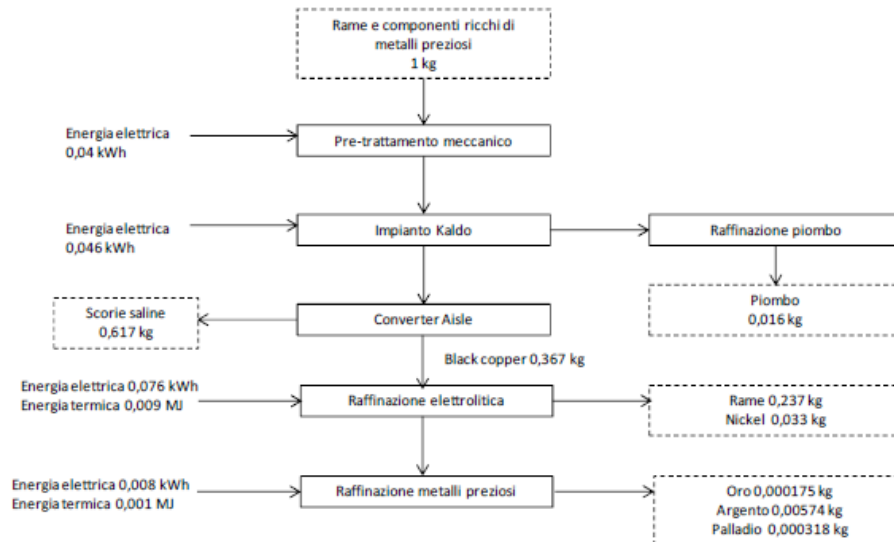 Rame e componenti ricchi di
metalli preziosi
1 kg
Energia elettrica
0,04 kWh
Pre-trattamento meccanico
Energia elettrica
0,046 kWh
Impianto Kaldo
Raffinazione piombo
Scorie saline
0,617 kg
Converter Aisle
Piombo
0,016 kg
Black copper 0,367 kg
Energia elettrica 0,076 kWh
Energia termica 0,009 MJ
Raffinazione elettrolitica
Rame 0,237 kg
Nickel 0,033 kg
Energia elettrica 0,008 kWh
Energia termica 0,001 MJ
Raffinazione metalli preziosi
Oro 0,000175 kg
Argento 0,00574 kg
Palladio 0,000318 kg